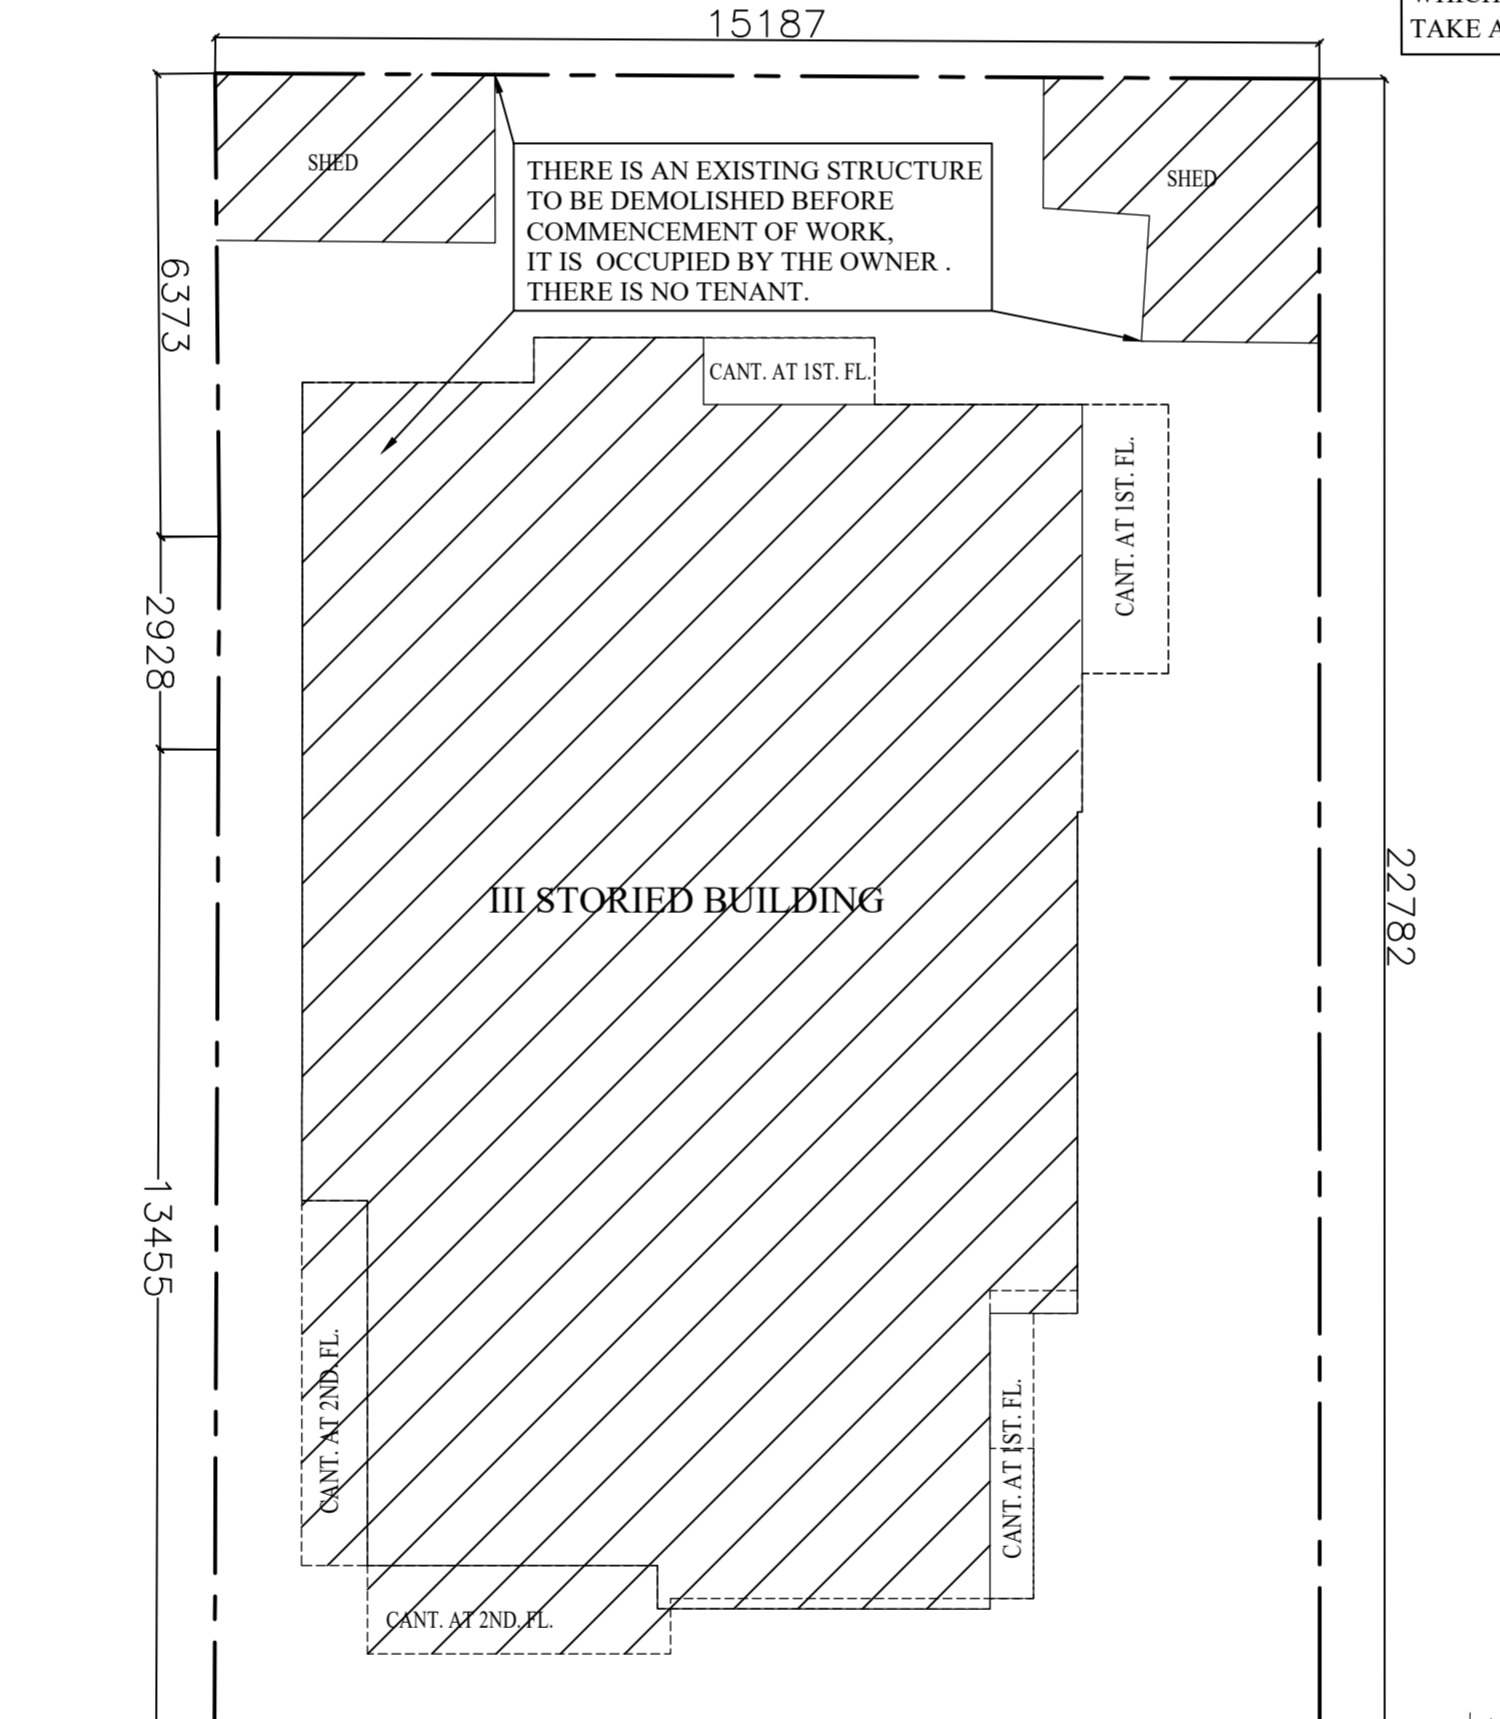 15187
TAKE A
SHED
SHED
THERE IS AN EXISTING STRUCTURE
TO BE DEMOLISHED BEFORE
COMMENCEMENT OF WORK,
IT IS OCCUPIED BY THE OWNER .
THERE IS NO TENANT.
6373
CANT. AT 1ST. FL.
CANT. AT 1ST. FL.
2928
III STORIED BUILDING
22782
13455
CANT. AT 2ND. FL.
CANT. AT 1ST. FL.
CANT. AT 2ND. FL.